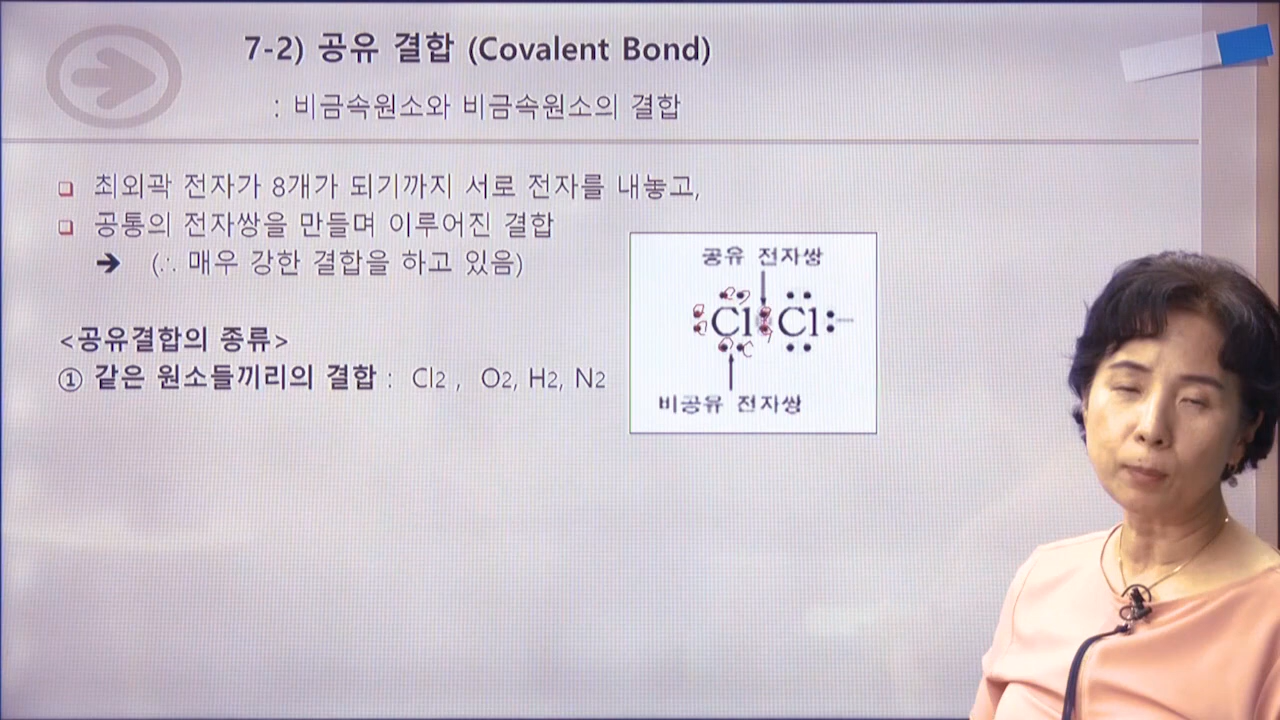 7-2) 공유 결합 (Covalent Bond)
: 비금속원소와 비금속원소의 결합
❑ 최외곽 전자가 8개가 되기까지 서로 전자를 내놓고,
❑ 공통의 전자쌍을 만들며 이루어진 결합
➔ (∴ 매우 강한 결합을 하고 있음)
<공유결합의 종류>
① 같은 원소들끼리의 결합 : Cl2 , O2, H2, N2
공유 전자쌍
Cl : Cl :
비공유 전자쌍